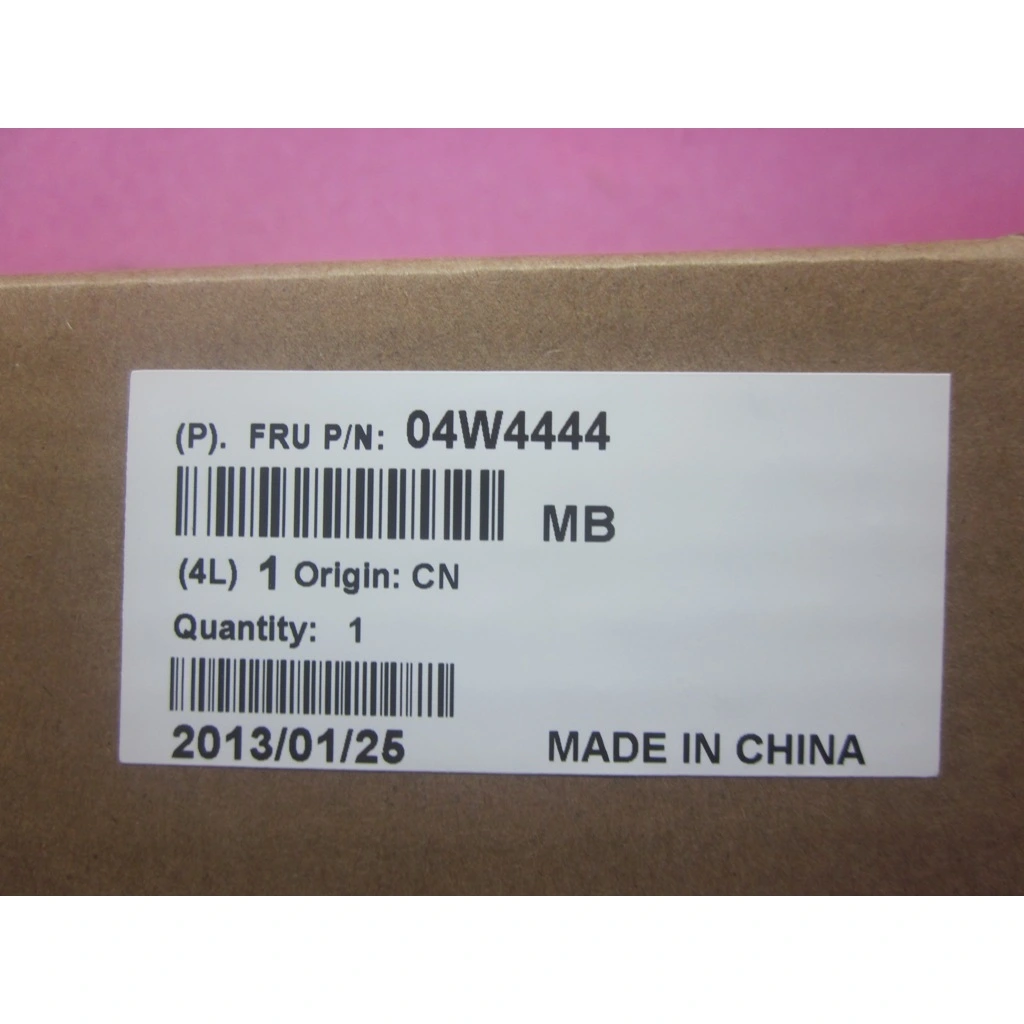 (P). FRU P/N: 04W4444
MB
(4L) 1 Origin: CN
Quantity: 1
2013/01/25 MADE IN CHINA